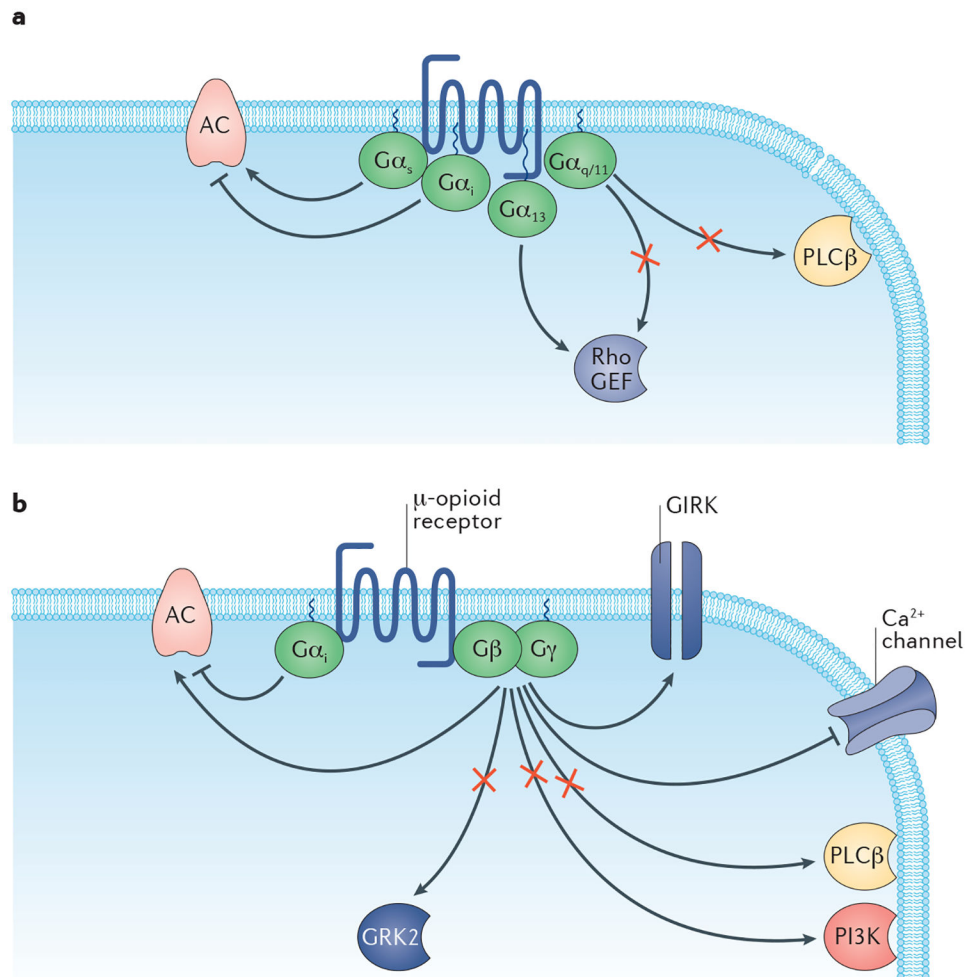 a
AC
Gαs
Gαi
Gα13
Gαq/11
PLCβ
Rho
GEF
b
μ-opioid
receptor
GIRK
AC
Gαi
Gβ
Gγ
Ca2+
channel
PLCβ
GRK2
PI3K